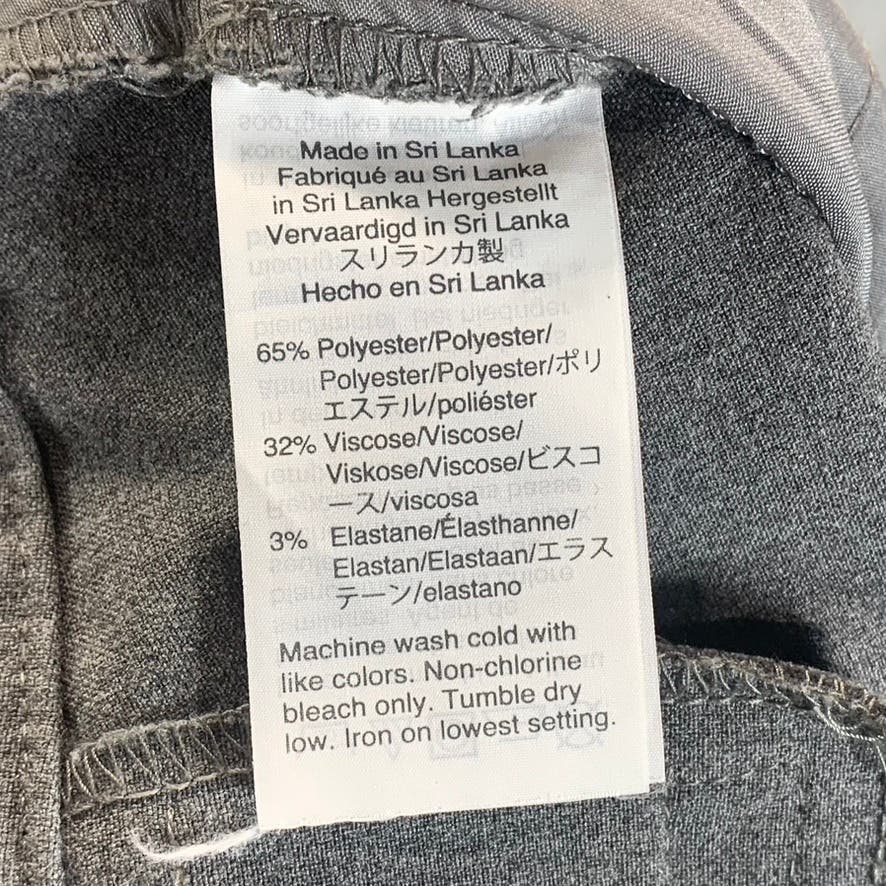 Made in Sri Lanka
Fabriqué au Sri Lanka
in Sri Lanka Hergestellt
Vervaardigd in Sri Lanka
スリランカ製
Hecho en Sri Lanka
65% Polyester/Polyester/
Polyester/Polyester/ポリ
エステル/poliéster
32% Viscose/Viscose/
Viskose/Viscose/ビスコ
ース/viscosa
3% Elastane/Élasthanne/
Elastan/Elastaan/エラス
テーン/elastano
Machine wash cold with
like colors. Non-chlorine
bleach only. Tumble dry
low. Iron on lowest setting.